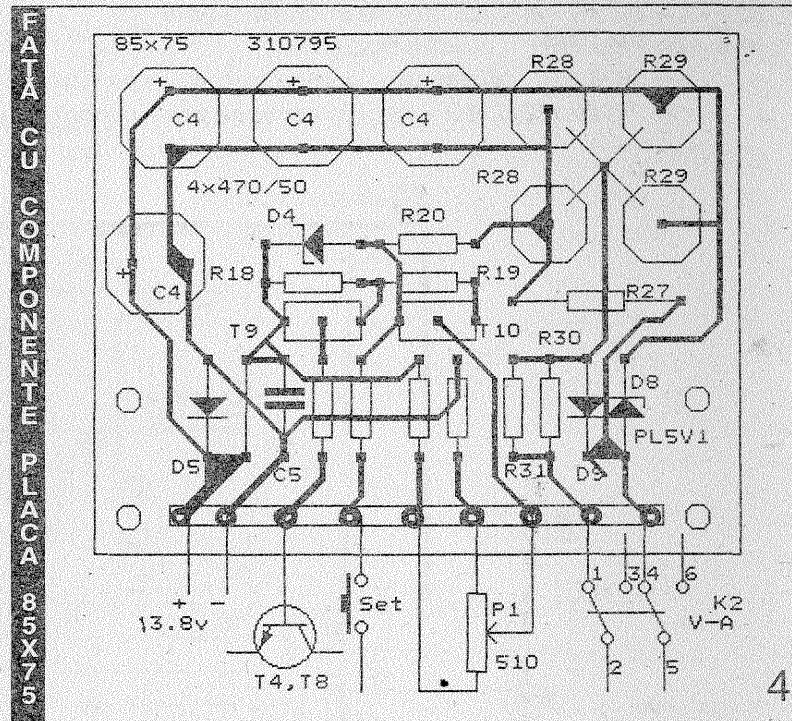 FATA CU COMPONENTE PLACA 85X75
85x75 310795
R28 R29
+ + +
C4 C4 C4
4x470/50 R28 R29
D4 R20
+ C4 R18 R19 R27
T9 T10 R30
D8
PL5V1
D5 C5 R31 D9
+ - 1 3 4 6
13.8v Set P1 K2
V-A
510 2 5
T4,T8
4